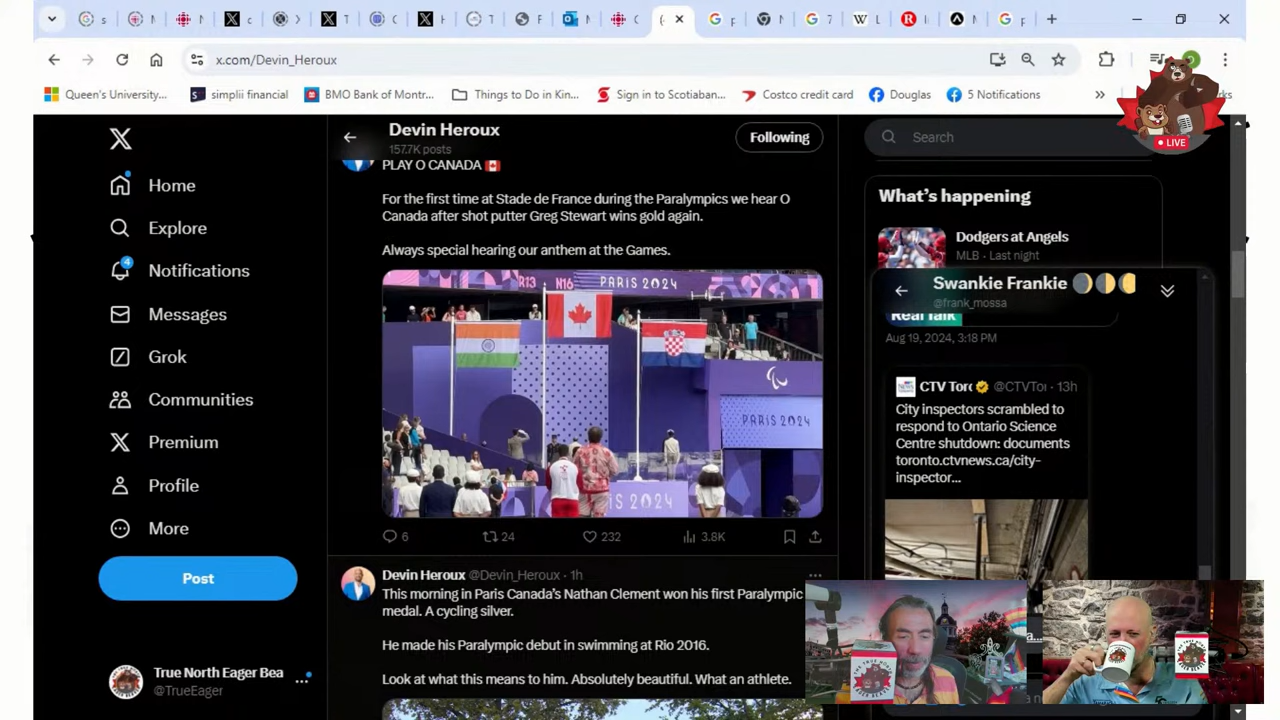 x.com/Devin_Heroux
Queen's University...
simplii financial
BMO Bank of Montr...
Things to Do in Kin...
Sign in to Scotiaban...
Costco credit card
Douglas
5 Notifications
LIVE
Home
Explore
Notifications
4
Messages
Grok
Communities
Premium
Profile
More
Post
True North Eager Bea
@TrueEager
Devin Heroux
157.7K posts
Following
PLAY O CANADA
For the first time at Stade de France during the Paralympics we hear O
Canada after shot putter Greg Stewart wins gold again.
Always special hearing our anthem at the Games.
R13 N16 PARIS 2024
PARIS 2024
PARIS 2024
6
24
232
3.8K
Devin Heroux @Devin_Heroux · 1h
This morning in Paris Canada's Nathan Clement won his first Paralympic
medal. A cycling silver.
He made his Paralympic debut in swimming at Rio 2016.
Look at what this means to him. Absolutely beautiful. What an athlete.
Search
What's happening
Dodgers at Angels
MLB · Last night
Swankie Frankie
@frank_mossa
Real Talk
Aug 19, 2024, 3:18 PM
CTV Torc @CTVToı · 13h
City inspectors scrambled to
respond to Ontario Science
Centre shutdown: documents
toronto.ctvnews.ca/city-
inspector...